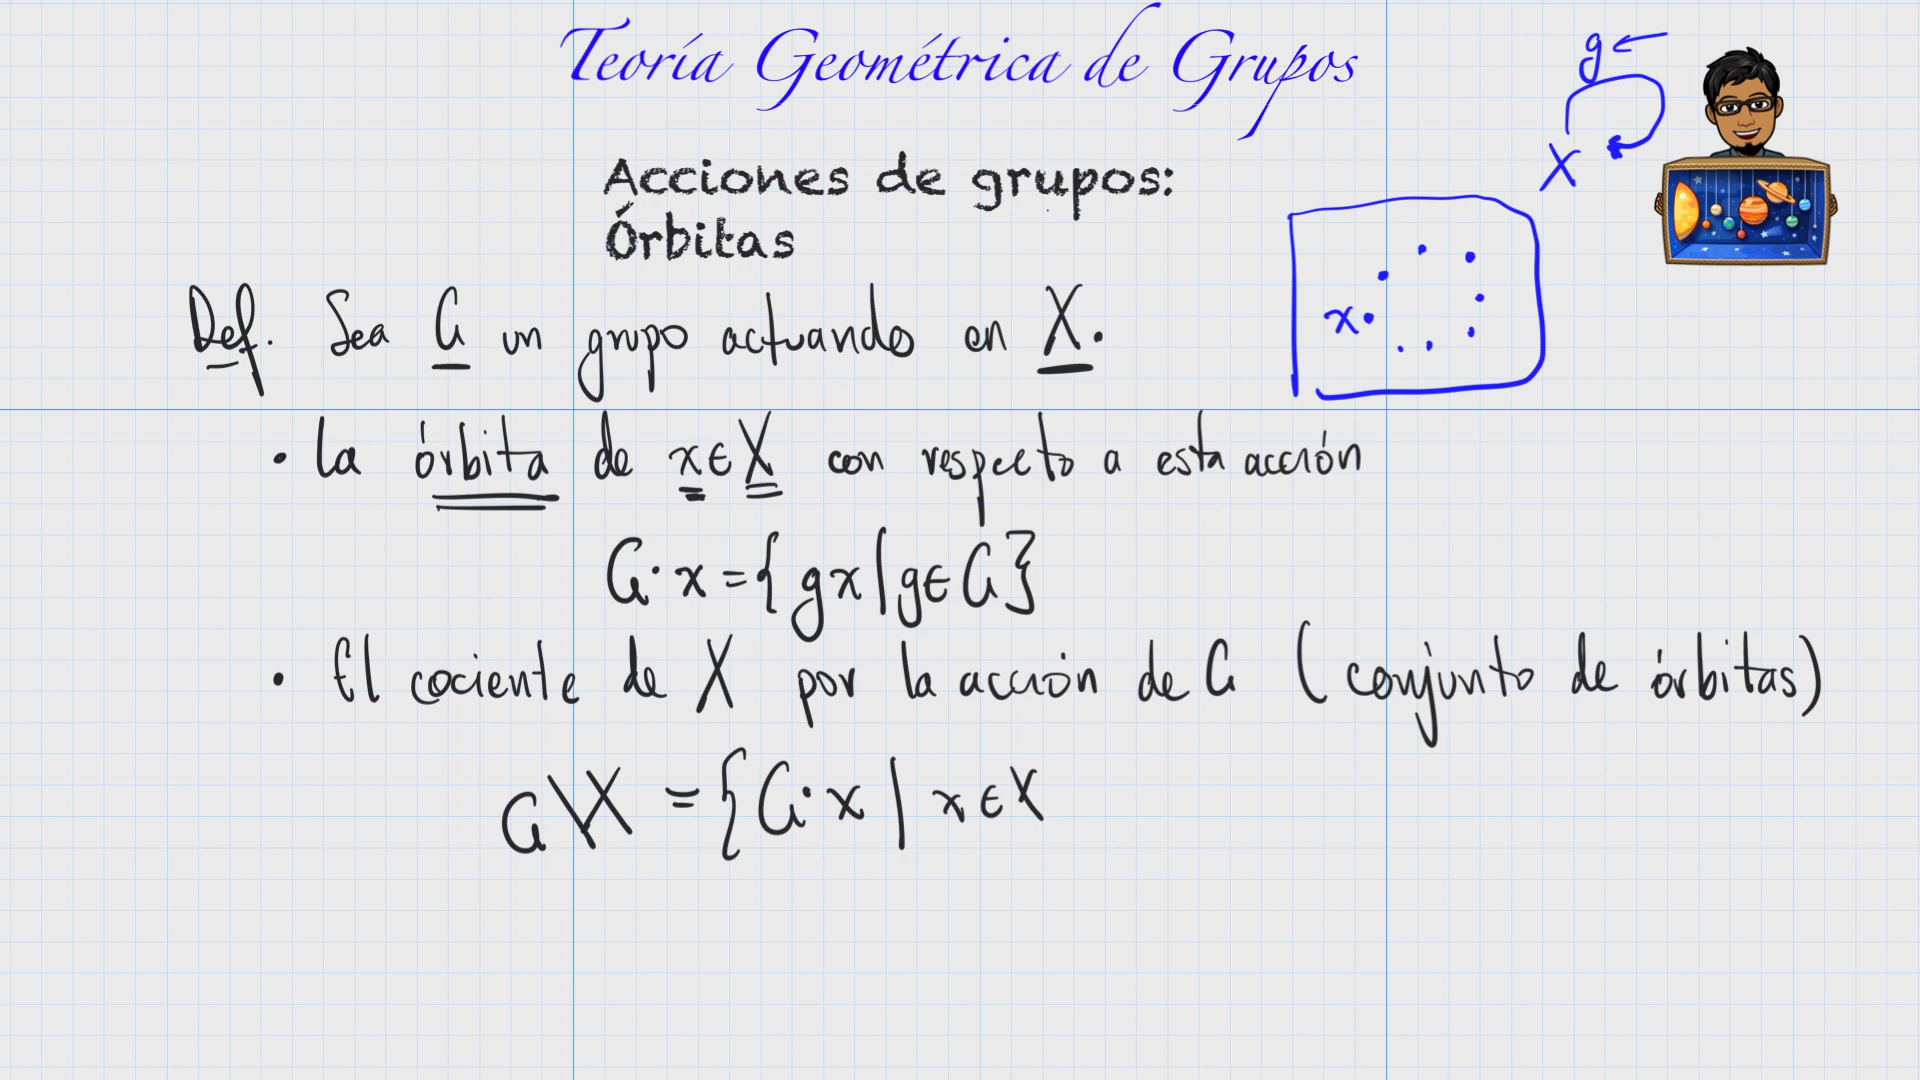 Teoría Geométrica de Grupos
g ←
X
Acciones de grupos:
Órbitas
x
Def. Sea G un grupo actuando en X.
• La órbita de x∈X con respecto a esta acción
G·x = { gx | g∈G }
• El cociente de X por la acción de G (conjunto de órbitas)
G\X = { G·x | x∈X